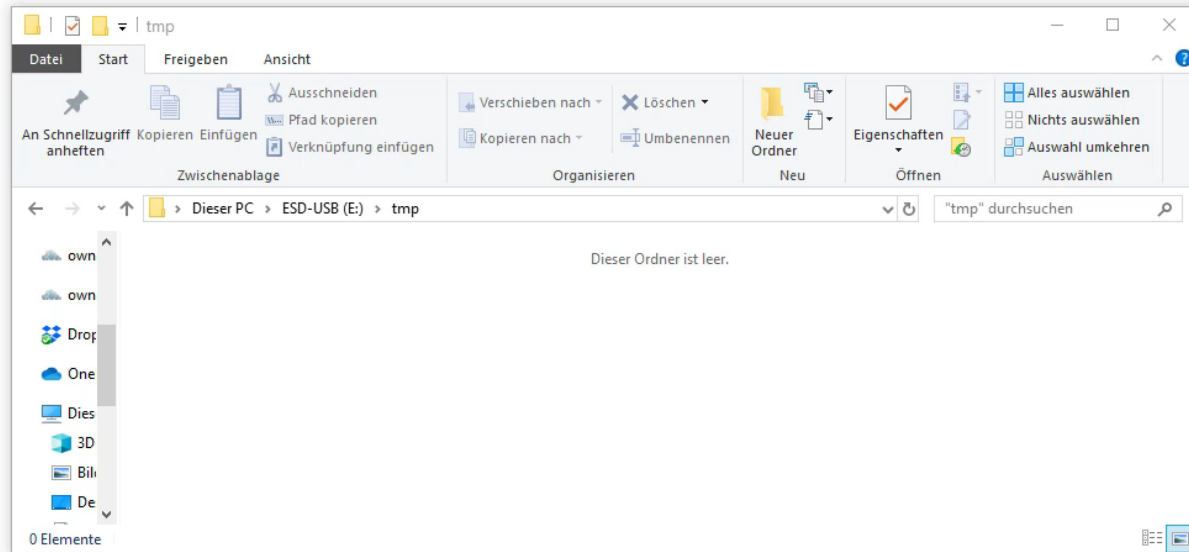 tmp
Datei Start Freigeben Ansicht
An Schnellzugriff anheften
Kopieren
Einfügen
Ausschneiden
Pfad kopieren
Verknüpfung einfügen
Zwischenablage
Verschieben nach
Kopieren nach
Löschen
Umbenennen
Organisieren
Neuer
Ordner
Neu
Eigenschaften
Öffnen
Alles auswählen
Nichts auswählen
Auswahl umkehren
Auswählen
Dieser PC > ESD-USB (E:) > tmp
"tmp" durchsuchen
own
own
Dieser Ordner ist leer.
Drop
One
Dies
3D
De
0 Elemente